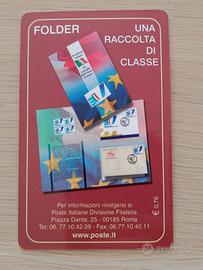 FOLDER
UNA
RACCOLTA
DI
CLASSE
Per informazioni rivolgersi a:
Poste Italiane Divisione Filatelia
Piazza Dante, 25 - 00185 Roma
Tel: 06.77.10.42.09 - Fax: 06.77.10.40.11
www.poste.it
€ 0,76
subito